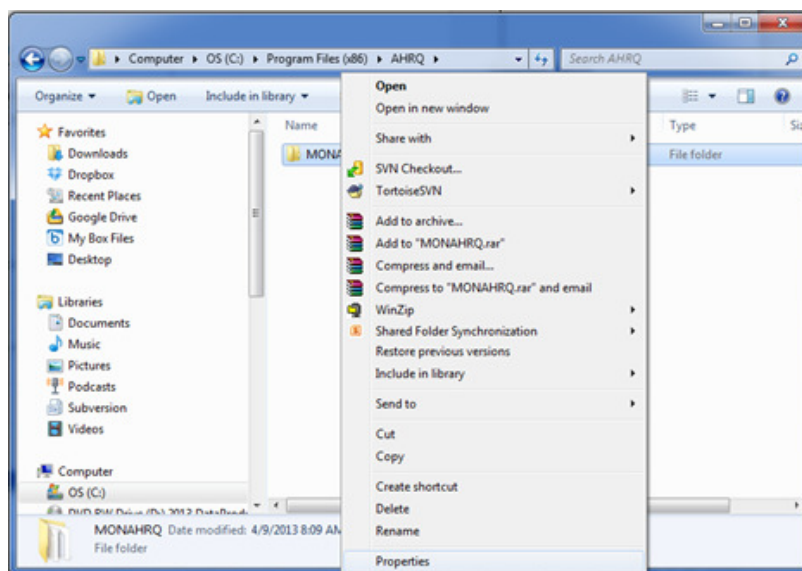 Computer OS (C:) Program Files (x86) AHRQ
Search AHRQ
Organize Open Include in library
Name Type
MONA File folder
Favorites
Downloads
Dropbox
Recent Places
Google Drive
My Box Files
Desktop
Libraries
Documents
Music
Pictures
Podcasts
Subversion
Videos
Computer
OS (C:)
Open
Open in new window
Share with
SVN Checkout...
TortoiseSVN
Add to archive...
Add to "MONAHRQ.rar"
Compress and email...
Compress to "MONAHRQ.rar" and email
WinZip
Shared Folder Synchronization
Restore previous versions
Include in library
Send to
Cut
Copy
Create shortcut
Delete
Rename
Properties
MONAHRQ Date modified: 4/9/2013 8:09 AM
File folder